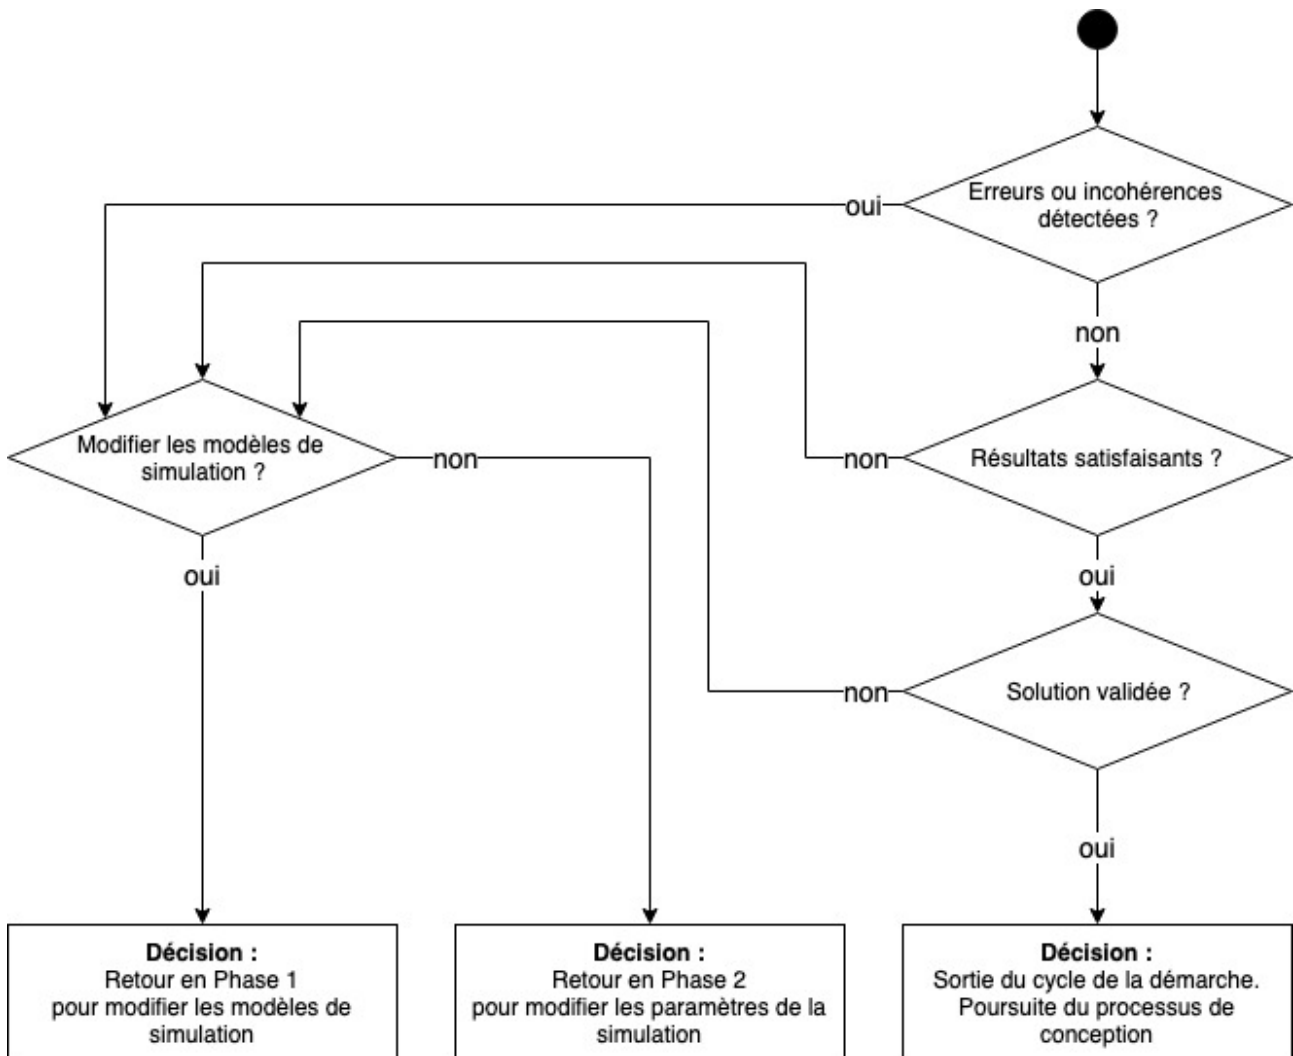 Erreurs ou incohérences
détectées ?
oui
non
Modifier les modèles de
simulation ?
non
non
Résultats satisfaisants ?
oui
oui
non
Solution validée ?
oui
Décision :
Retour en Phase 1
pour modifier les modèles de
simulation
Décision :
Retour en Phase 2
pour modifier les paramètres de la
simulation
Décision :
Sortie du cycle de la démarche.
Poursuite du processus de
conception